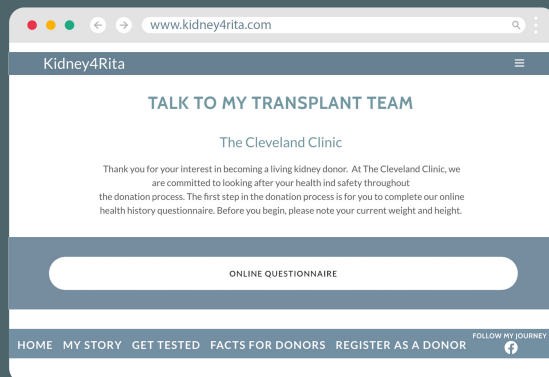 www.kidney4rita.com
Kidney4Rita
TALK TO MY TRANSPLANT TEAM
The Cleveland Clinic
Thank you for your interest in becoming a living kidney donor. At The Cleveland Clinic, we
are committed to looking after your health ind safety throughout
the donation process. The first step in the donation process is for you to complete our online
health history questionnaire. Before you begin, please note your current weight and height.
ONLINE QUESTIONNAIRE
HOME MY STORY GET TESTED FACTS FOR DONORS REGISTER AS A DONOR FOLLOW MY JOURNEY